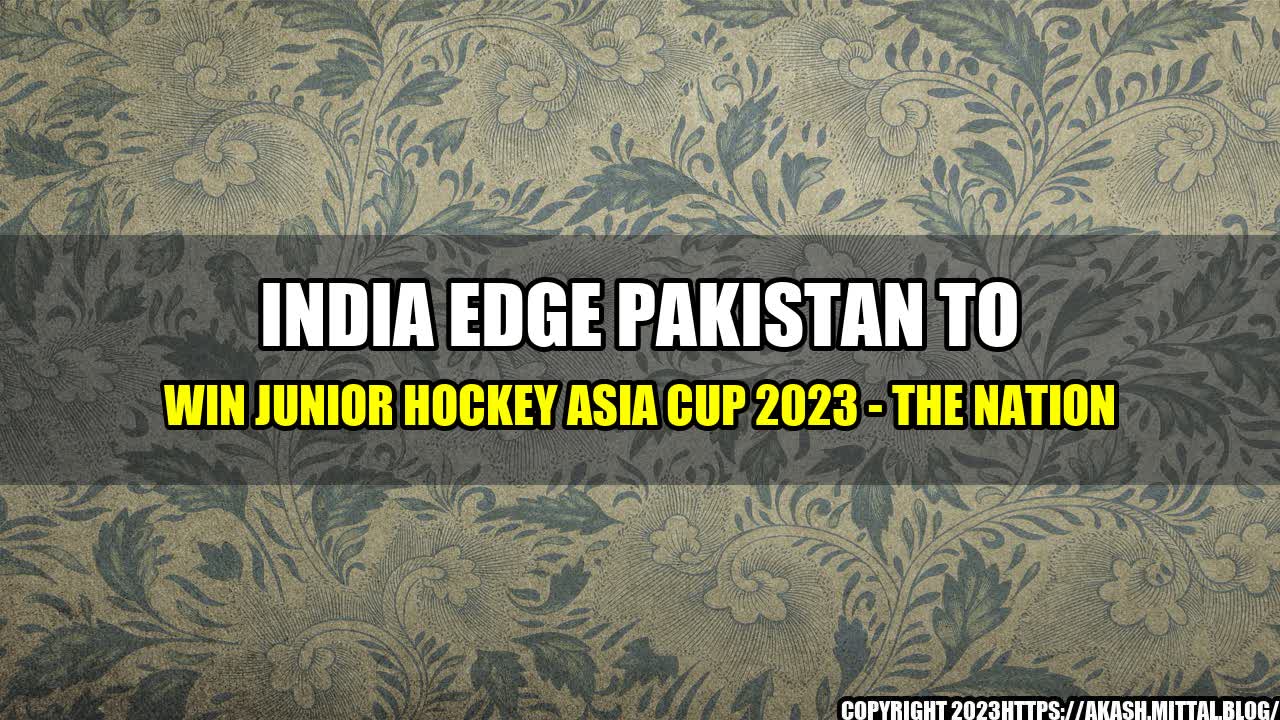 INDIA EDGE PAKISTAN TO
WIN JUNIOR HOCKEY ASIA CUP 2023 - THE NATION
COPYRIGHT 2023HTTPS://AKASH.MITTAL.BLOG/